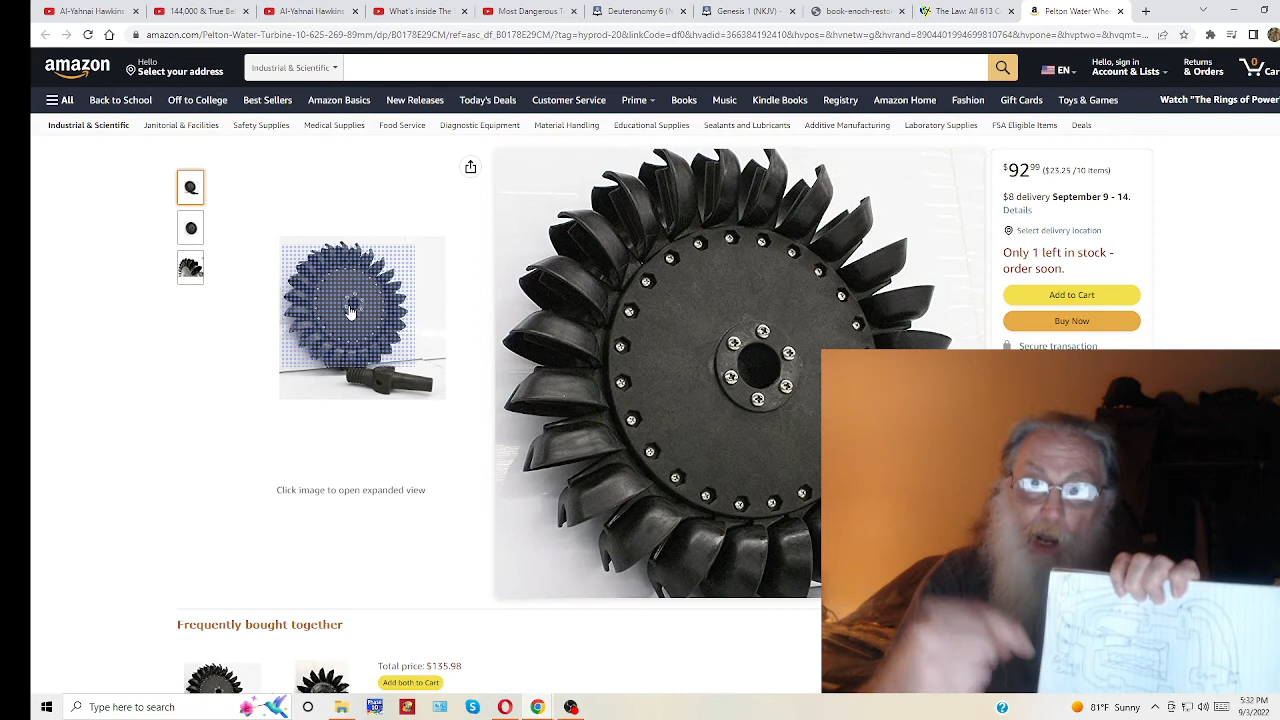 Al-Yahnai Hawkins
144,000 & True Bel
Al-Yahnai Hawkins
What's inside The
Most Dangerous T
Deuteronomy 6 (N
Genesis 1 (NKJV) -
book-enoch-resto
The Law: All 613 C
Pelton Water Whe
amazon.com/Pelton-Water-Turbine-10-625-269-89mm/dp/B0178E29CM/ref=asc_df_B0178E29CM/?tag=hyprod-20&linkCode=df0&hvadid=366384192410&hvpos=&hvnetw=g&hvrand=8904401994699810764&hvpone=&hvptwo=&hvqmt=...
amazon
Hello
Select your address
Industrial & Scientific
EN
Hello, sign in
Account & Lists
Returns
& Orders
0
Car
All
Back to School
Off to College
Best Sellers
Amazon Basics
New Releases
Today's Deals
Customer Service
Prime
Books
Music
Kindle Books
Registry
Amazon Home
Fashion
Gift Cards
Toys & Games
Watch "The Rings of Power
Industrial & Scientific
Janitorial & Facilities
Safety Supplies
Medical Supplies
Food Service
Diagnostic Equipment
Material Handling
Educational Supplies
Sealants and Lubricants
Additive Manufacturing
Laboratory Supplies
FSA Eligible Items
Deals
$92 99 ($23.25 /10 items)
$8 delivery September 9 - 14.
Details
Select delivery location
Only 1 left in stock -
order soon.
Add to Cart
Buy Now
Secure transaction
Click image to open expanded view
Frequently bought together
Total price: $135.98
Add both to Cart
Type here to search
81°F Sunny
5:32 PM
9/3/2022